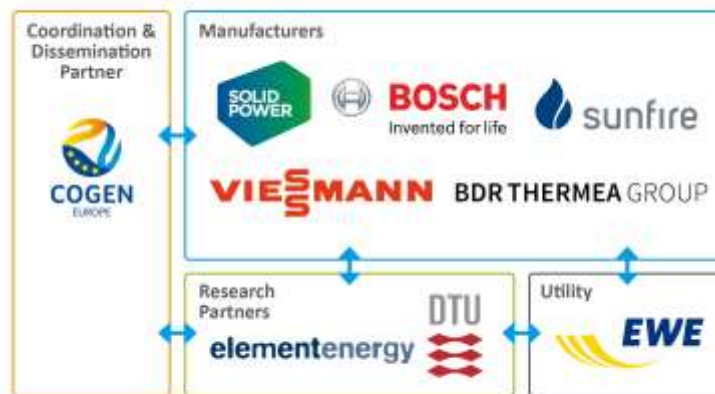 Coordination &
Dissemination
Partner
COGEN
EUROPE
Manufacturers
SOLID
POWER
BOSCH
Invented for life
sunfire
VIESSMANN
BDR THERMEA GROUP
Research
Partners
elementenergy
DTU
Utility
EWE